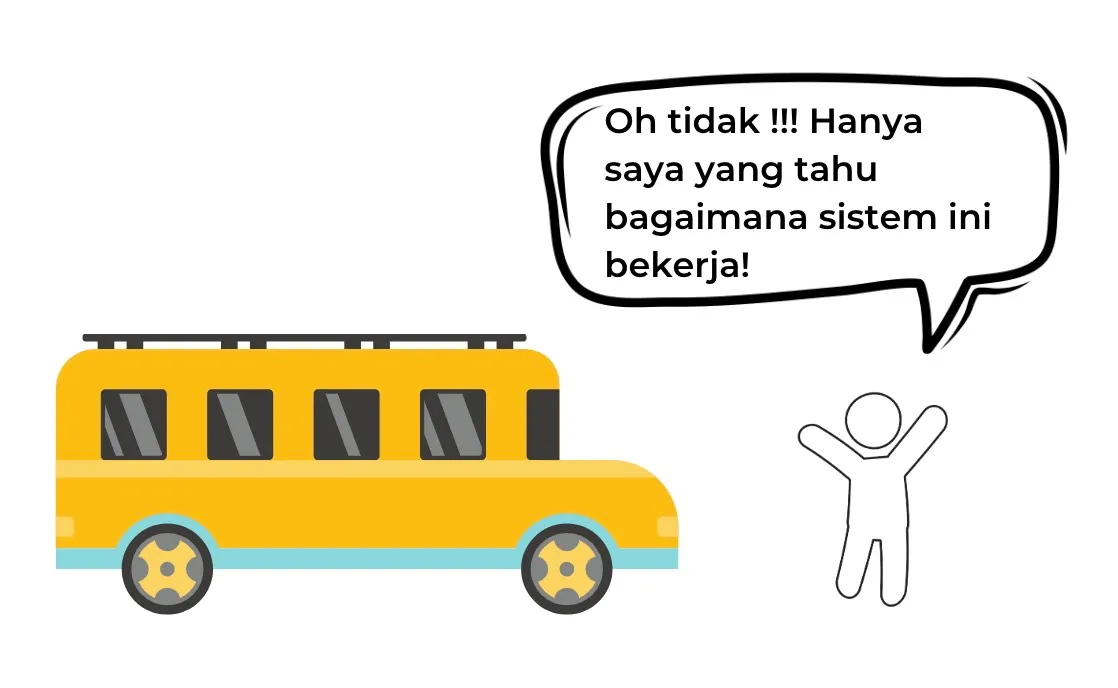 Oh tidak !!! Hanya
saya yang tahu
bagaimana sistem ini
bekerja!